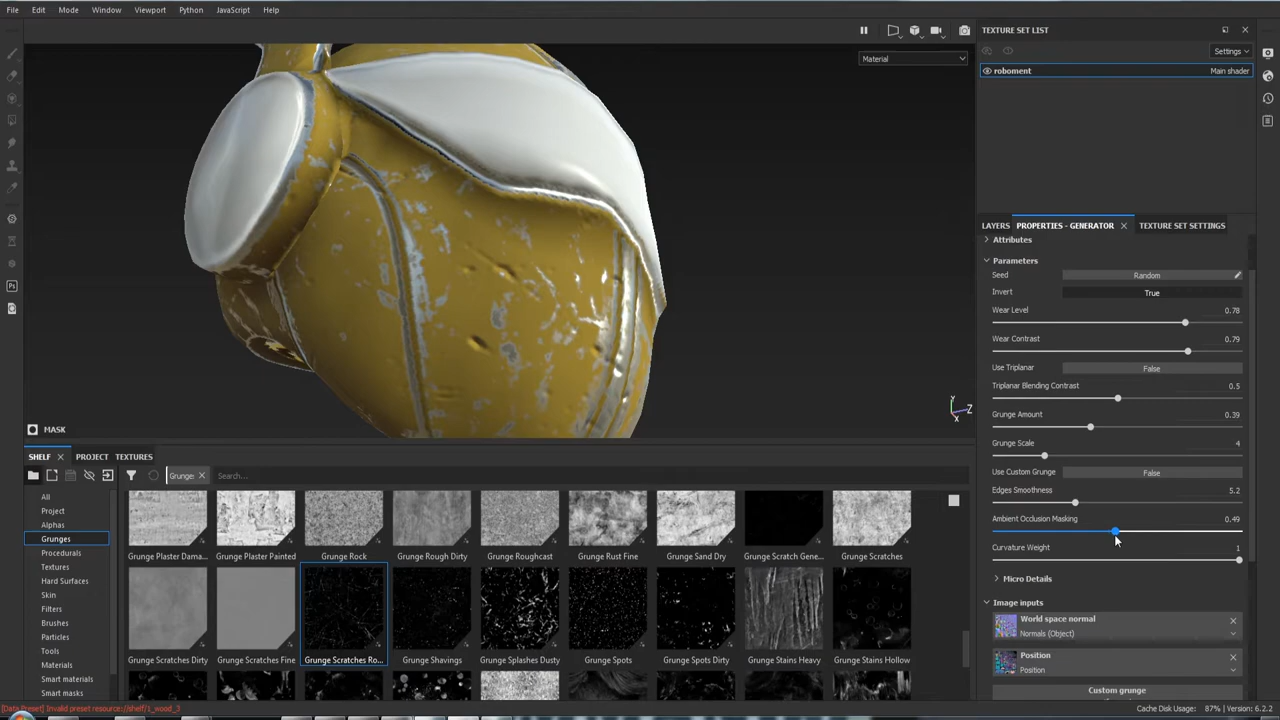 File Edit Mode Window Viewport Python JavaScript Help
Material
MASK
TEXTURE SET LIST
Settings
roboment Main shader
LAYERS PROPERTIES - GENERATOR TEXTURE SET SETTINGS
Attributes
Parameters
Seed Random
Invert True
Wear Level 0.78
Wear Contrast 0.79
Use Triplanar False
Triplanar Blending Contrast 0.5
Grunge Amount 0.39
Grunge Scale 4
Use Custom Grunge False
Edges Smoothness 5.2
Ambient Occlusion Masking 0.49
Curvature Weight 1
Micro Details
Image inputs
World space normal
Normals (Object)
Position
Position
Custom grunge
Y
Z
X
SHELF PROJECT TEXTURES
Grunge Search...
All
Project
Alphas
Grunges
Procedurals
Textures
Hard Surfaces
Skin
Filters
Brushes
Particles
Tools
Materials
Smart materials
Smart masks
Grunge Plaster Dama... Grunge Plaster Painted Grunge Rock Grunge Rough Dirty Grunge Roughcast Grunge Rust Fine Grunge Sand Dry Grunge Scratch Gene... Grunge Scratches
Grunge Scratches Dirty Grunge Scratches Fine Grunge Scratches Ro... Grunge Shavings Grunge Splashes Dusty Grunge Spots Grunge Spots Dirty Grunge Stains Heavy Grunge Stains Hollow
Ps
[Data Preset] Invalid preset resource://shelf/1_wood_3
Cache Disk Usage: 87% | Version: 6.2.2